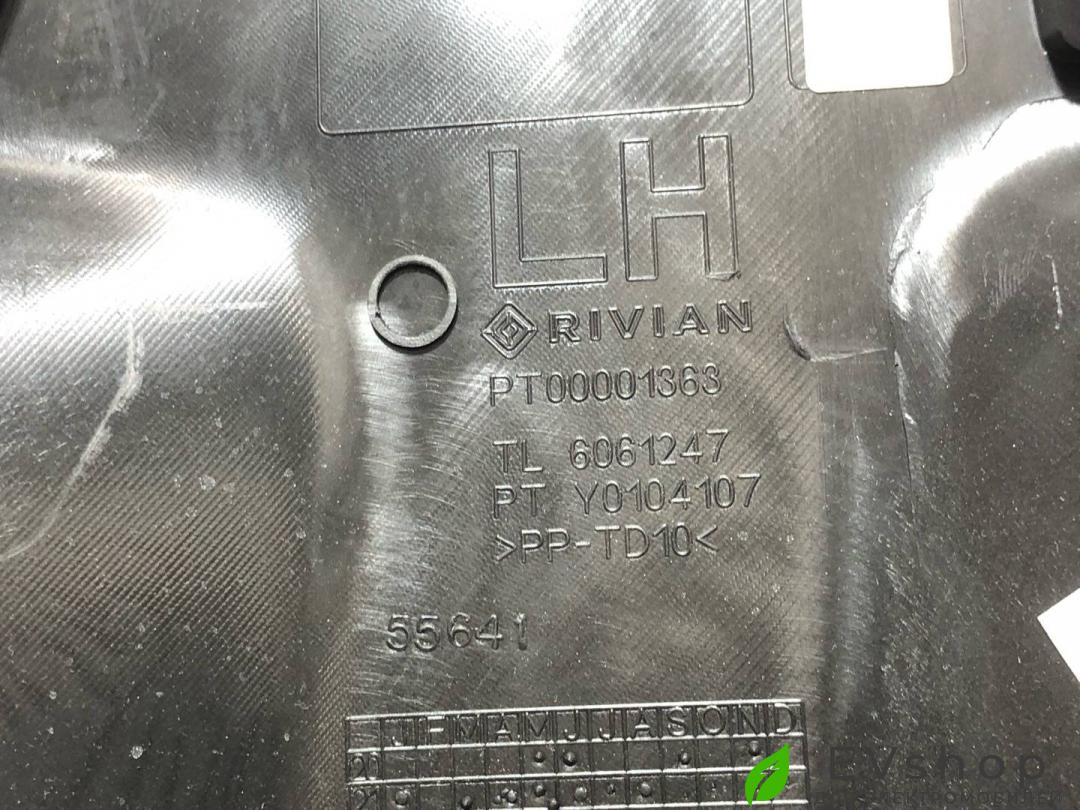 LH
RIVIAN
PT00001363
TL 6061247
PT Y0104107
>PP-TD10<
55641
J F M A M J J A S O N D
20
21
EVshop